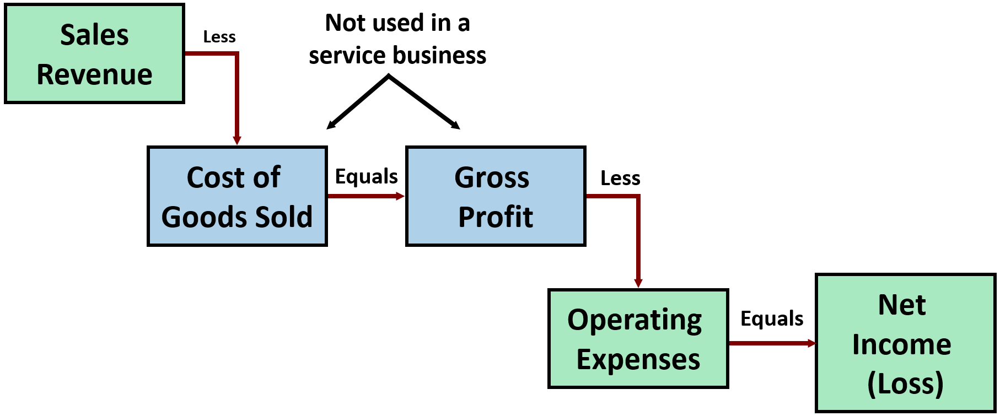 Sales
Revenue
Less
Not used in a
service business
Cost of
Goods Sold
Equals
Gross
Profit
Less
Operating
Expenses
Equals
Net
Income
(Loss)